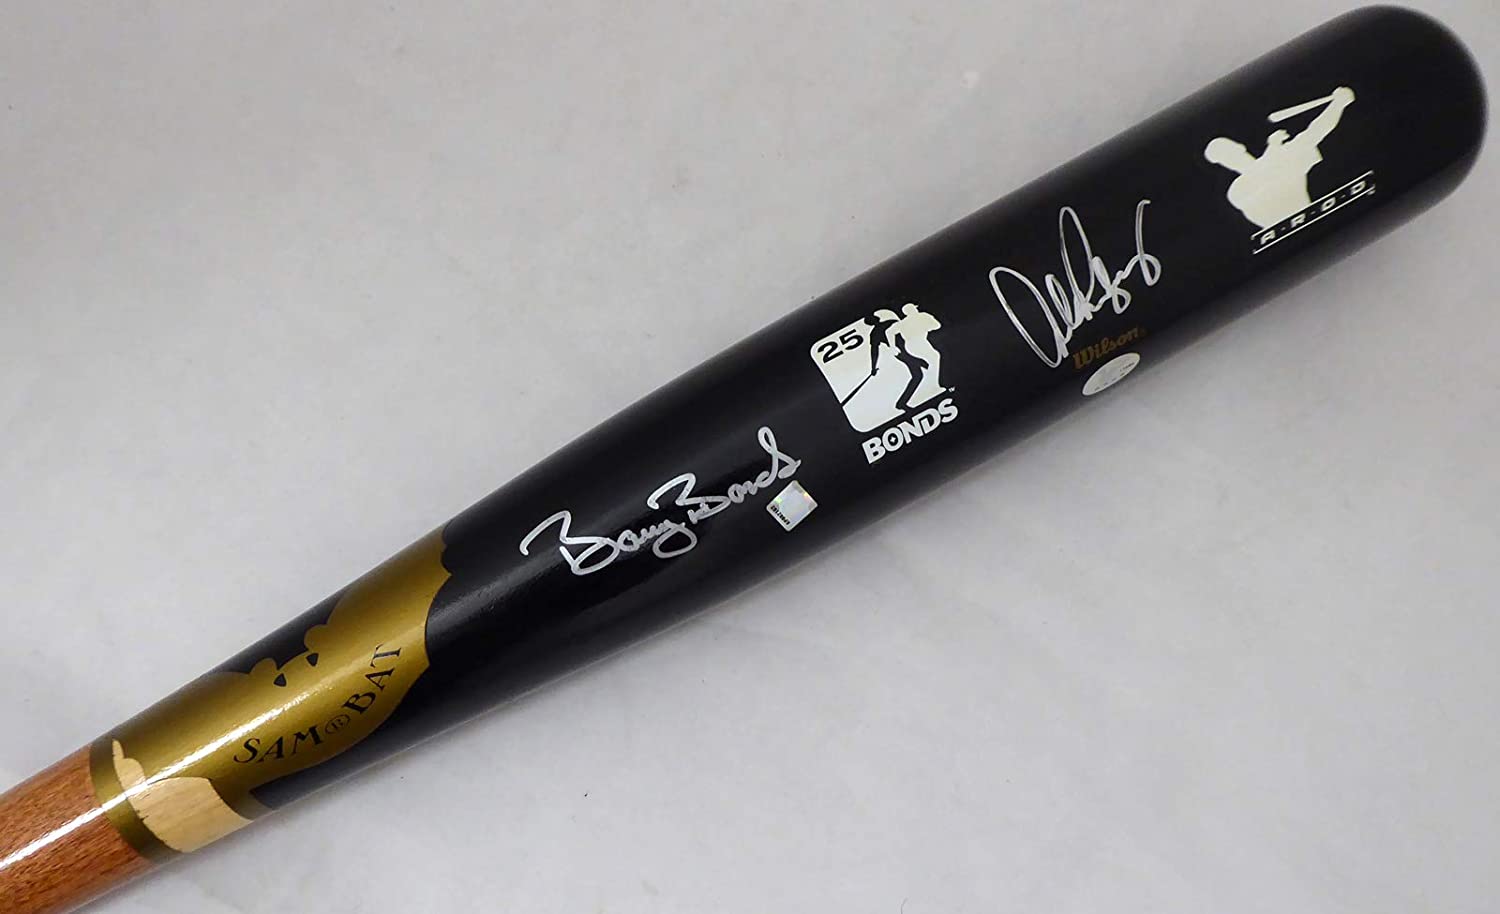 A·R·O·D
Wilson
25
BONDS
Barry Bonds
SAM®BAT